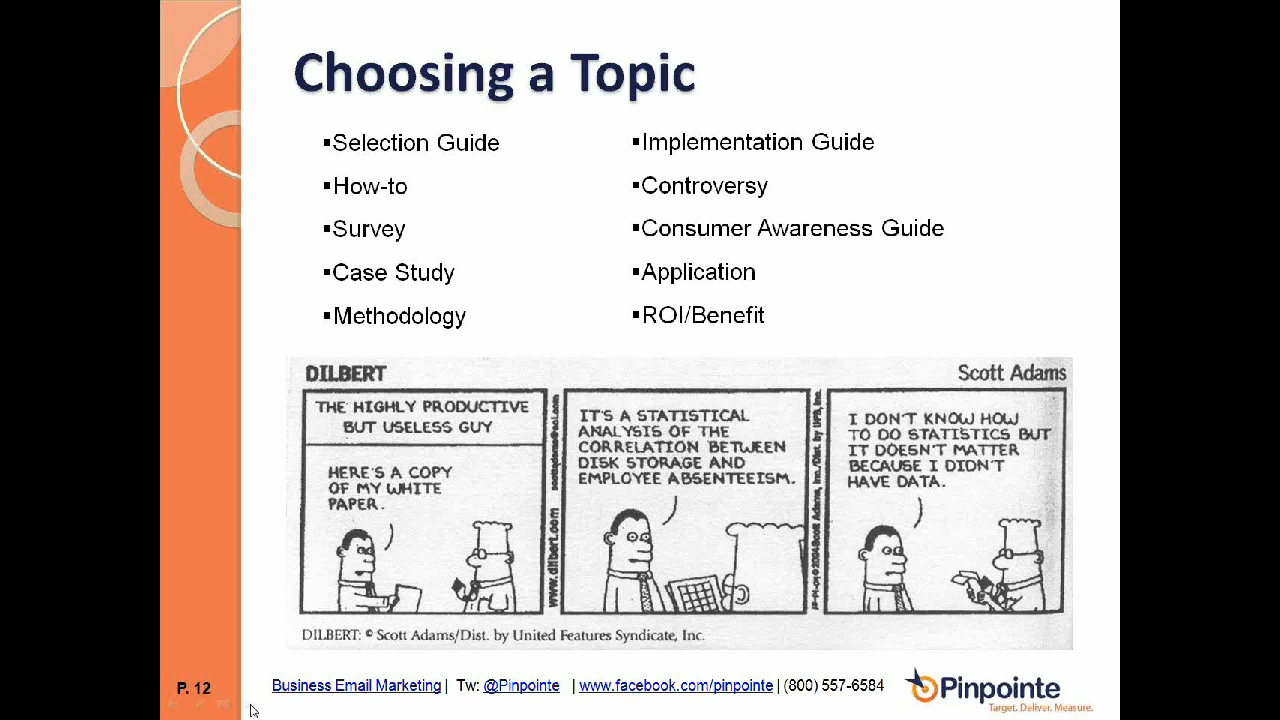 Choosing a Topic
▪Selection Guide
▪How-to
▪Survey
▪Case Study
▪Methodology
▪Implementation Guide
▪Controversy
▪Consumer Awareness Guide
▪Application
▪ROI/Benefit
DILBERT
Scott Adams
THE HIGHLY PRODUCTIVE
BUT USELESS GUY
HERE'S A COPY
OF MY WHITE
PAPER.
www.dilbert.com
IT'S A STATISTICAL
ANALYSIS OF THE
CORRELATION BETWEEN
DISK STORAGE AND
EMPLOYEE ABSENTEEISM.
I DON'T KNOW HOW
TO DO STATISTICS BUT
IT DOESN'T MATTER
BECAUSE I DIDN'T
HAVE DATA.
DILBERT: © Scott Adams/Dist. by United Features Syndicate, Inc.
P. 12
Business Email Marketing | Tw: @Pinpointe | www.facebook.com/pinpointe | (800) 557-6584
Pinpointe
Target. Deliver. Measure.